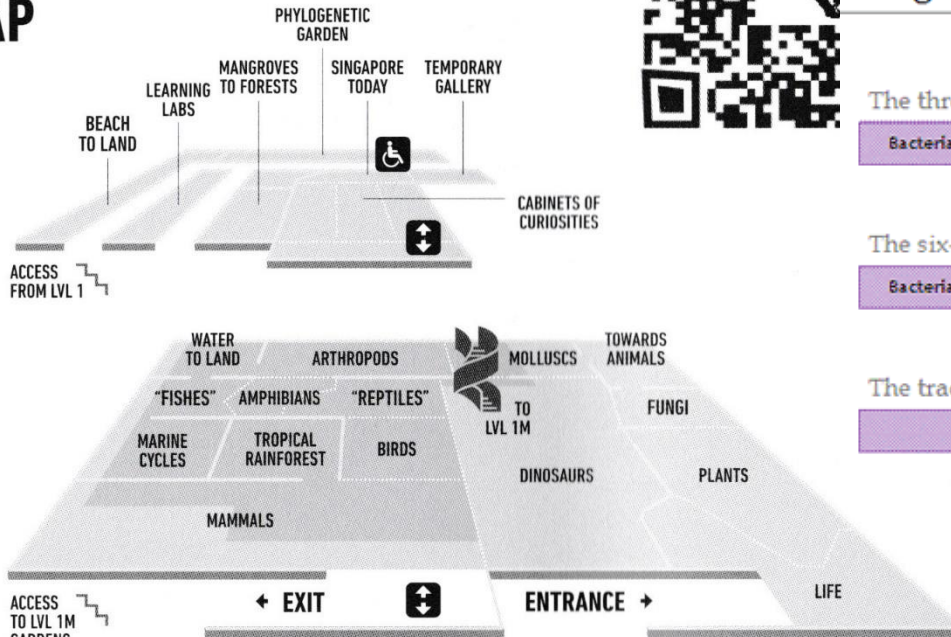 AP
PHYLOGENETIC
GARDEN
MANGROVES
TO FORESTS
SINGAPORE
TODAY
TEMPORARY
GALLERY
LEARNING
LABS
BEACH
TO LAND
CABINETS OF
CURIOSITIES
ACCESS
FROM LVL 1
WATER
TO LAND
ARTHROPODS
MOLLUSCS
TOWARDS
ANIMALS
"FISHES"
AMPHIBIANS
"REPTILES"
TO
LVL 1M
FUNGI
MARINE
CYCLES
TROPICAL
RAINFOREST
BIRDS
DINOSAURS
PLANTS
MAMMALS
LIFE
ACCESS
TO LVL 1M
GARDENS
EXIT
ENTRANCE
The thr
Bacteria
The six-
Bacteria
The tra